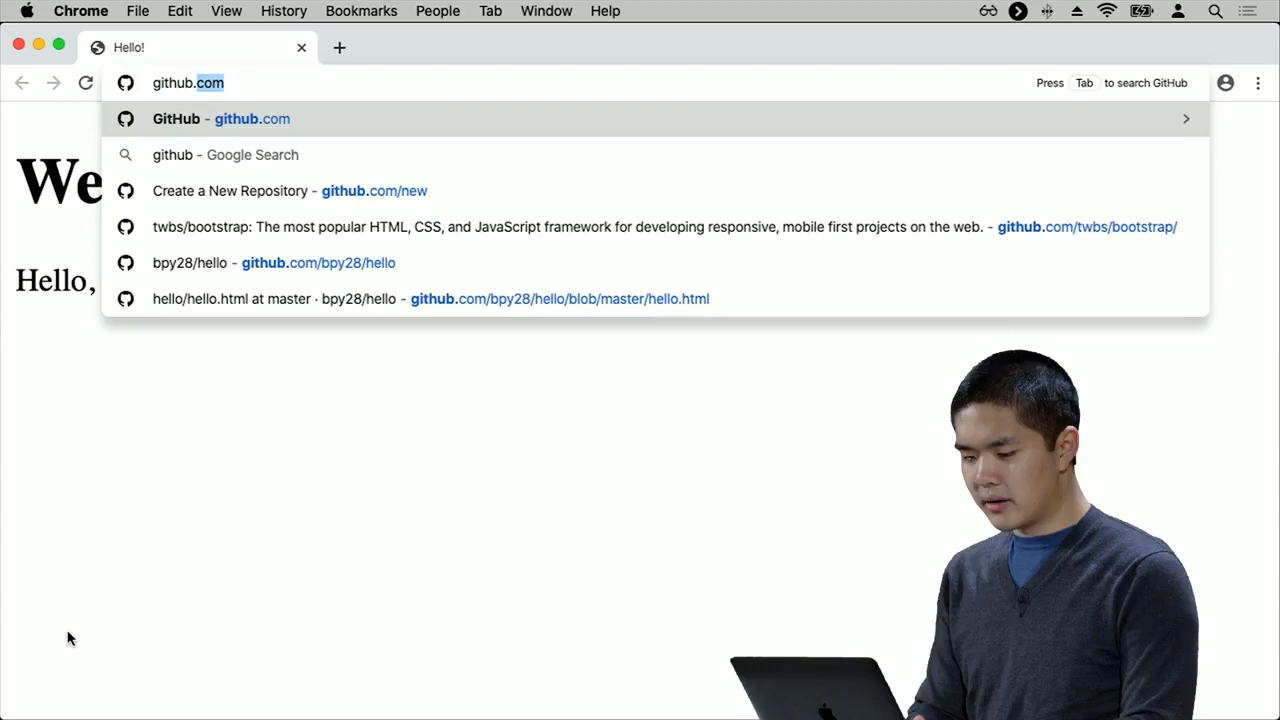 Chrome File Edit View History Bookmarks People Tab Window Help
Hello!
github.com Press Tab to search GitHub
GitHub - github.com
github - Google Search
Create a New Repository - github.com/new
twbs/bootstrap: The most popular HTML, CSS, and JavaScript framework for developing responsive, mobile first projects on the web. - github.com/twbs/bootstrap/
We
bpy28/hello - github.com/bpy28/hello
Hello,
hello/hello.html at master · bpy28/hello - github.com/bpy28/hello/blob/master/hello.html